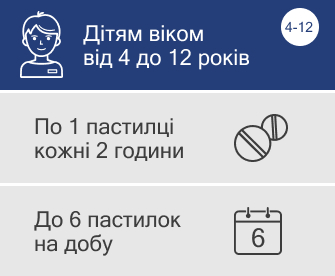 Дітям віком
від 4 до 12 років
4-12
По 1 пастилці
кожні 2 години
До 6 пастилок
на добу
6